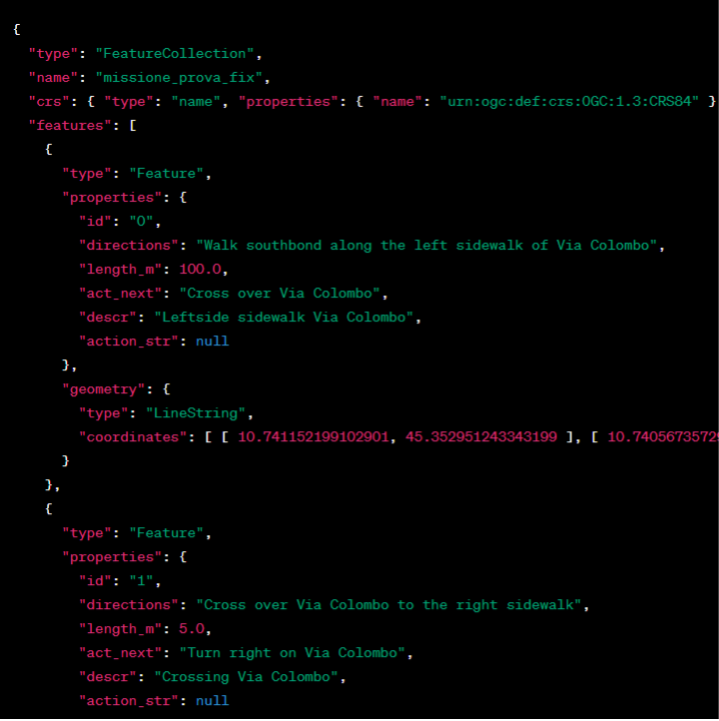 {
"type": "FeatureCollection",
"name": "missione_prova_fix",
"crs": { "type": "name", "properties": { "name": "urn:ogc:def:crs:OGC:1.3:CRS84" }
"features": [
{
"type": "Feature",
"properties": {
"id": "0",
"directions": "Walk southbond along the left sidewalk of Via Colombo",
"length_m": 100.0,
"act_next": "Cross over Via Colombo",
"descr": "Leftside sidewalk Via Colombo",
"action_str": null
},
"geometry": {
"type": "LineString",
"coordinates": [ [ 10.741152199102901, 45.352951243343199 ], [ 10.74056735729
}
},
{
"type": "Feature",
"properties": {
"id": "1",
"directions": "Cross over Via Colombo to the right sidewalk",
"length_m": 5.0,
"act_next": "Turn right on Via Colombo",
"descr": "Crossing Via Colombo",
"action_str": null